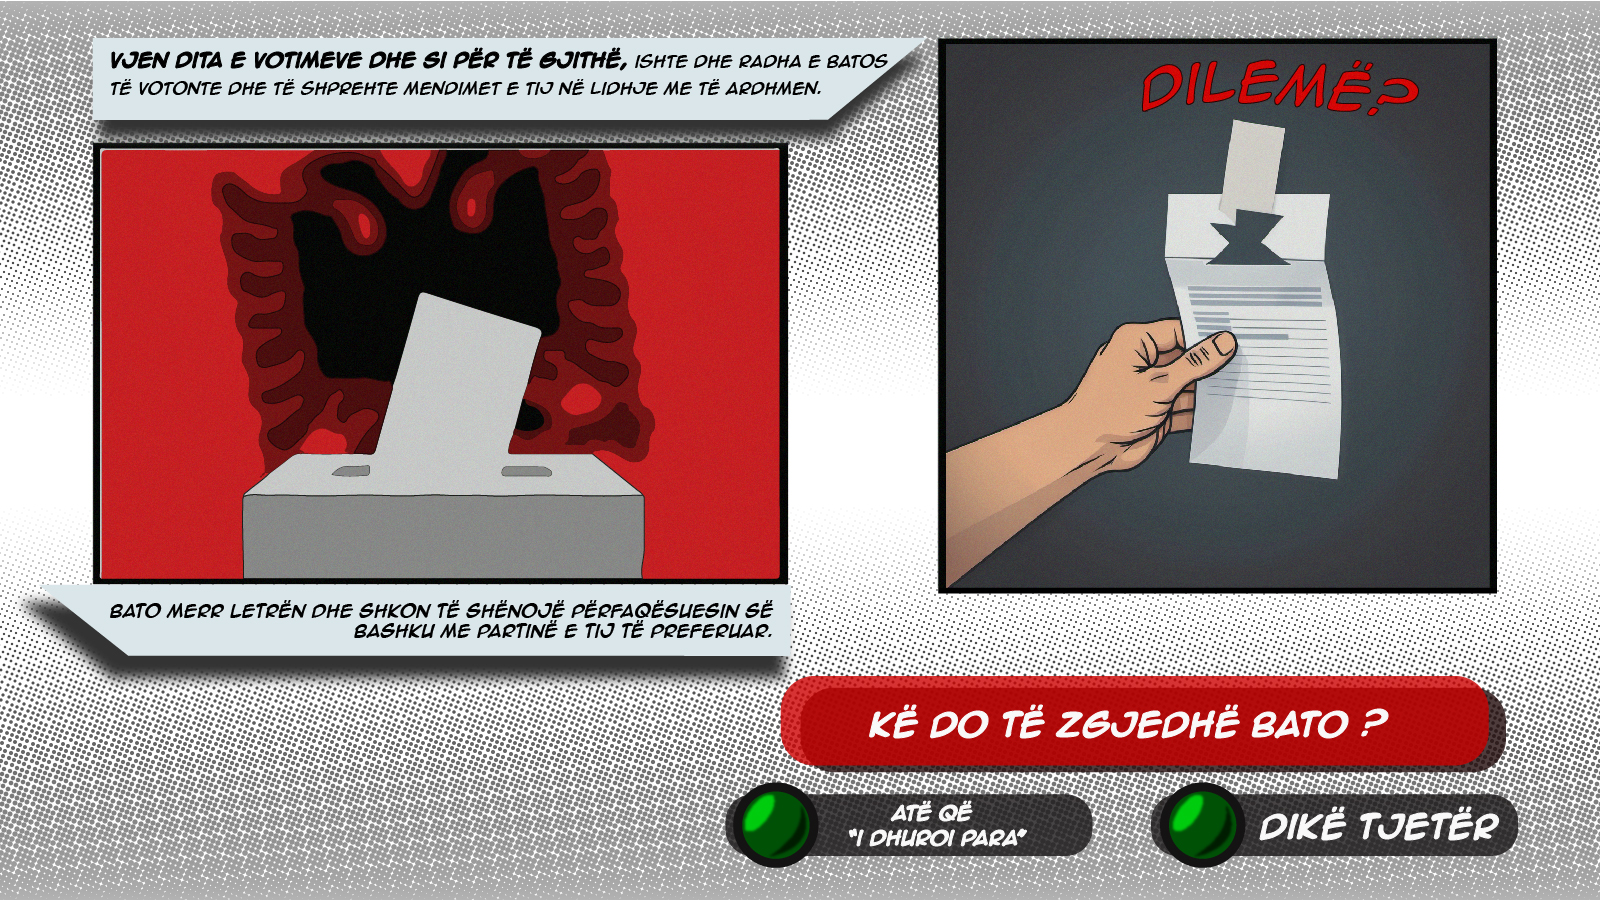 VJEN DITA E VOTIMEVE DHE SI PËR TË GJITHË, ISHTE DHE RADHA E BATOS
TË VOTONTE DHE TË SHPREHTE MENDIMET E TIJ NË LIDHJE ME TË ARDHMEN.
DILEMË?
BATO MERR LETRËN DHE SHKON TË SHËNOJË PËRFAQËSUESIN SË
BASHKU ME PARTINË E TIJ TË PREFERUAR.
KË DO TË ZGJEDHË BATO ?
ATË QË
"I DHUROI PARA"
DIKË TJETËR